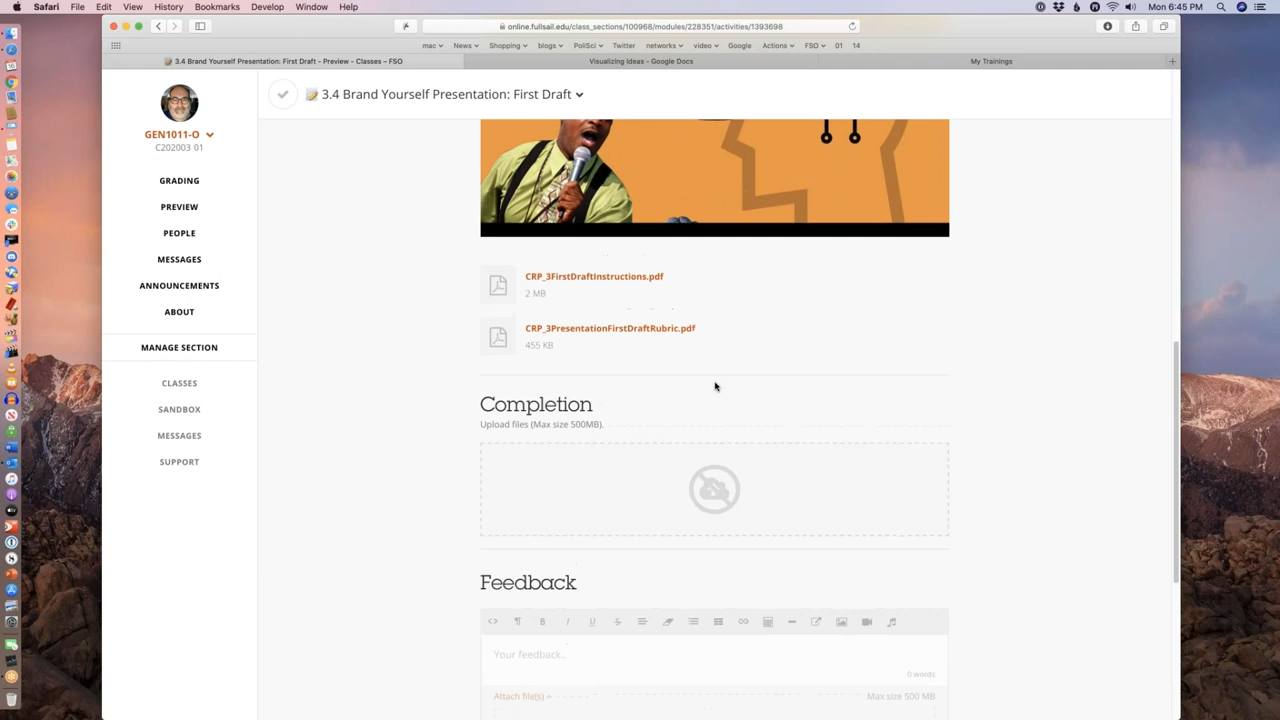 Safari File Edit View History Bookmarks Develop Window Help Mon 6:45 PM
online.fullsail.edu/class_sections/100968/modules/228351/activities/1393698
mac News Shopping blogs PoliSci Twitter networks video Google Actions FSO 01 14
3.4 Brand Yourself Presentation: First Draft - Preview - Classes – FSO
Visualizing Ideas - Google Docs
My Trainings
3.4 Brand Yourself Presentation: First Draft
GEN1011-O
C202003 01
GRADING
PREVIEW
PEOPLE
MESSAGES
ANNOUNCEMENTS
ABOUT
MANAGE SECTION
CLASSES
SANDBOX
MESSAGES
SUPPORT
CRP_3FirstDraftInstructions.pdf
2 MB
CRP_3PresentationFirstDraftRubric.pdf
455 KB
Completion
Upload files (Max size 500MB).
Feedback
Your feedback..
0 words
Attach file(s)
Max size 500 MB